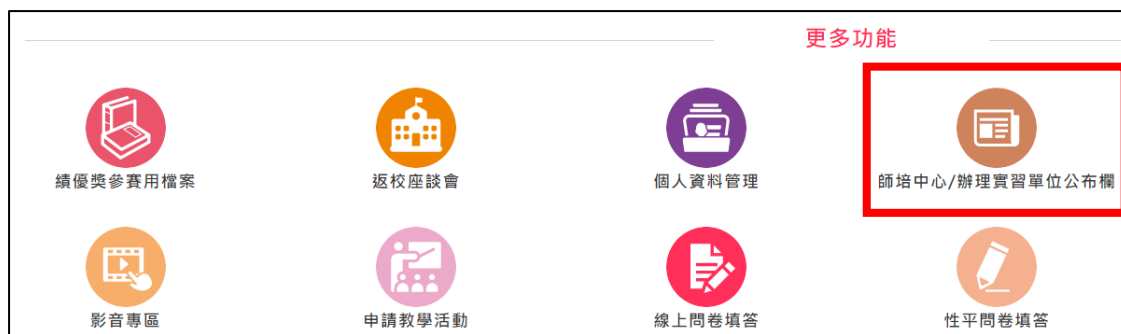 更多功能
績優獎參賽用檔案
返校座談會
個人資料管理
師培中心/辦理實習單位公布欄
影音專區
申請教學活動
線上問卷填答
性平問卷填答